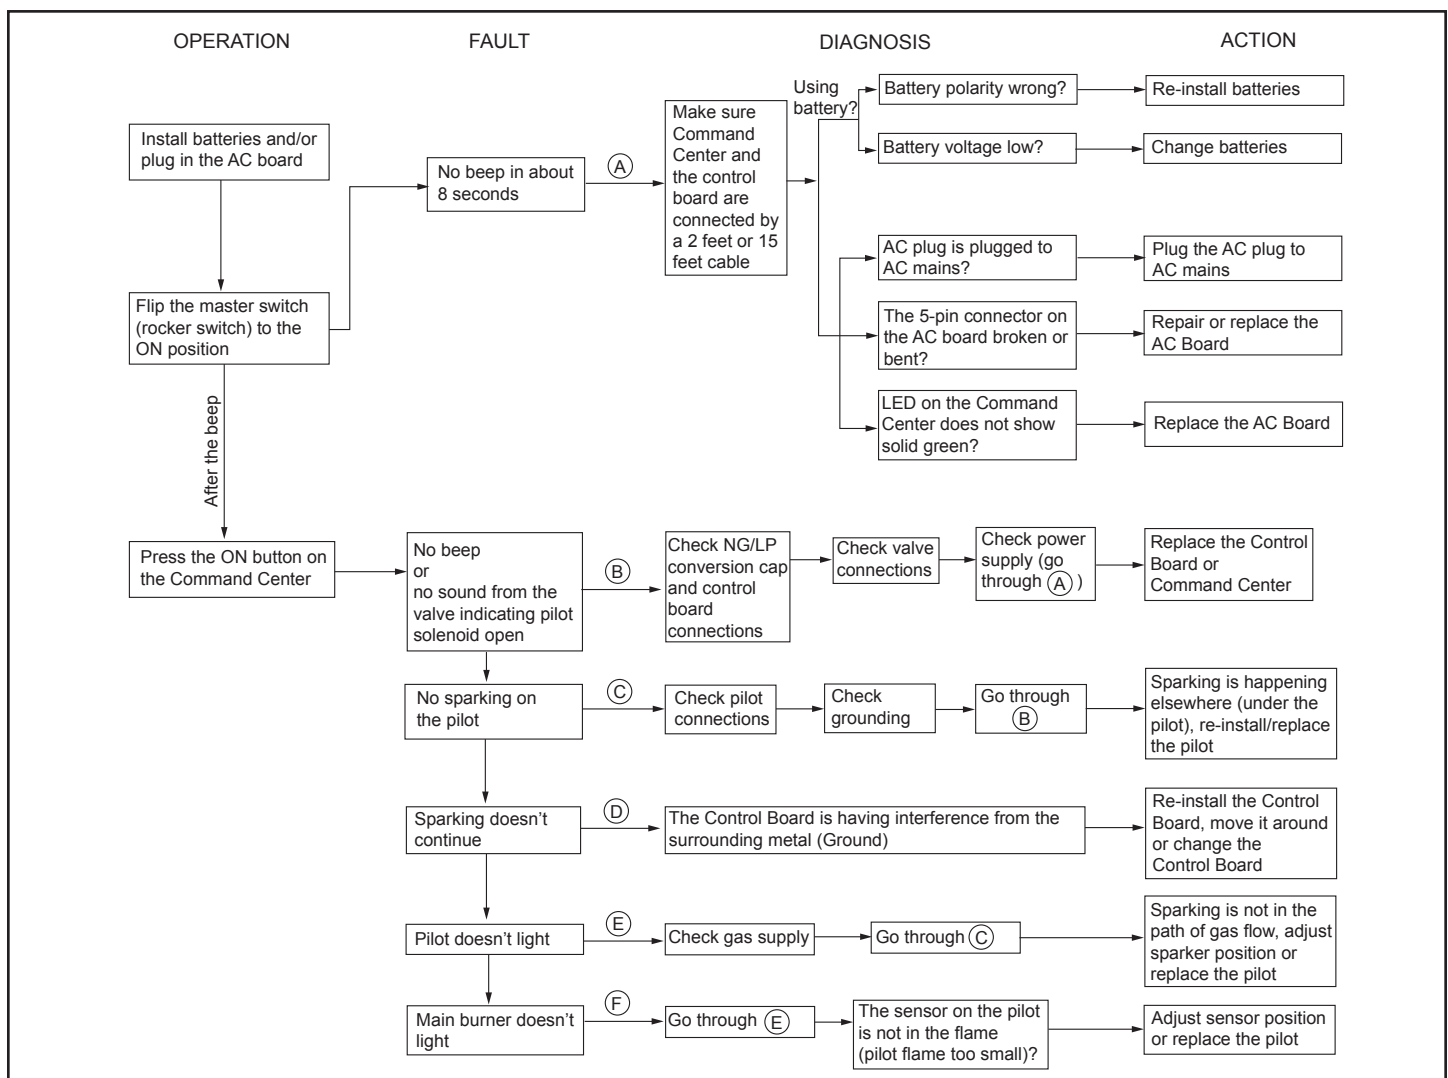 OPERATION
FAULT
DIAGNOSIS
ACTION
Install batteries and/or
plug in the AC board
Flip the master switch
(rocker switch) to the
ON position
No beep in about
8 seconds
A
Make sure
Command
Center and
the control
board are
connected by
a 2 feet or 15
feet cable
Using
battery?
Battery polarity wrong?
Re-install batteries
Battery voltage low?
Change batteries
AC plug is plugged to
AC mains?
Plug the AC plug to
AC mains
The 5-pin connector on
the AC board broken or
bent?
Repair or replace the
AC Board
LED on the Command
Center does not show
solid green?
Replace the AC Board
After the beep
Press the ON button on
the Command Center
No beep
or
no sound from the
valve indicating pilot
solenoid open
B
Check NG/LP
conversion cap
and control
board
connections
Check valve
connections
Check power
supply (go
through A )
Replace the Control
Board or
Command Center
No sparking on
the pilot
C
Check pilot
connections
Check
grounding
Go through
B
Sparking is happening
elsewhere (under the
pilot), re-install/replace
the pilot
Sparking doesn't
continue
D
The Control Board is having interference from the
surrounding metal (Ground)
Re-install the Control
Board, move it around
or change the
Control Board
Pilot doesn't light
E
Check gas supply
Go through C
Sparking is not in the
path of gas flow, adjust
sparker position or
replace the pilot
Main burner doesn't
light
F
Go through E
The sensor on the pilot
is not in the flame
(pilot flame too small)?
Adjust sensor position
or replace the pilot